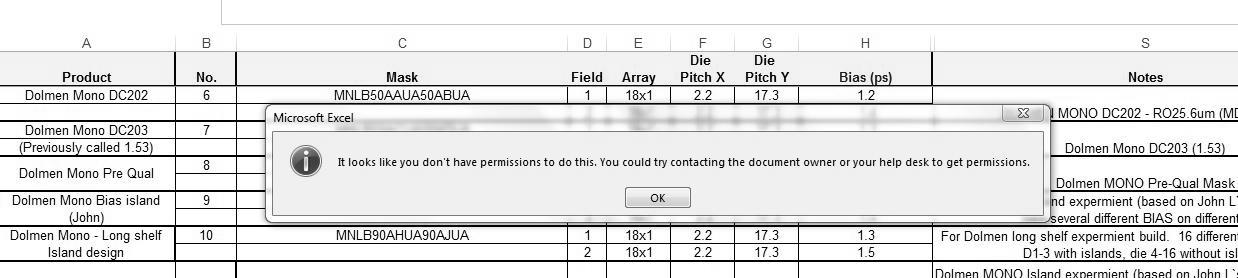 A B C D E F G H S
Product No. Mask Field Array Die Pitch X Die Pitch Y Bias (ps) Notes
Dolmen Mono DC202 6 MNLB50AAUA50ABUA 1 18x1 2.2 17.3 1.2
MONO DC202 - RO25.6um (MD
Microsoft Excel
Dolmen Mono DC203 7
(Previously called 1.53) Dolmen Mono DC203 (1.53)
It looks like you don't have permissions to do this. You could try contacting the document owner or your help desk to get permissions.
Dolmen Mono Pre Qual 8
Dolmen MONO Pre-Qual Mask
OK
Dolmen Mono Bias island 9 nd expermient (based on John L`
(John) several different BIAS on different
Dolmen Mono - Long shelf 10 MNLB90AHUA90AJUA 1 18x1 2.2 17.3 1.3 For Dolmen long shelf expermient build. 16 different
Island design 2 18x1 2.2 17.3 1.5 D1-3 with islands, die 4-16 without isl
Dolmen MONO Island expermient (based on John L`s